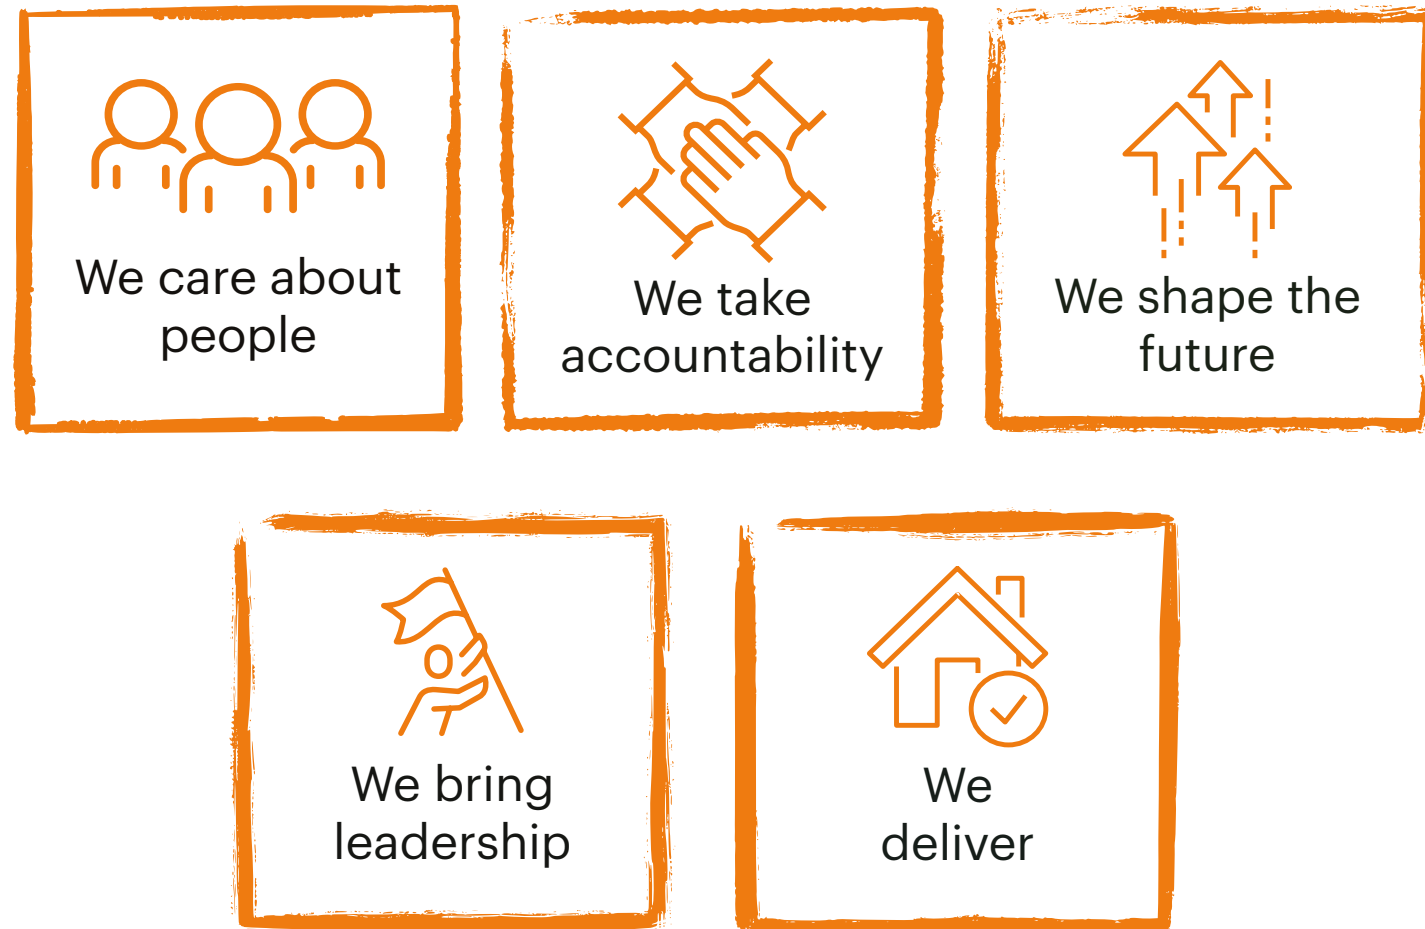 We care about
people
We take
accountability
We shape the
future
We bring
leadership
We
deliver